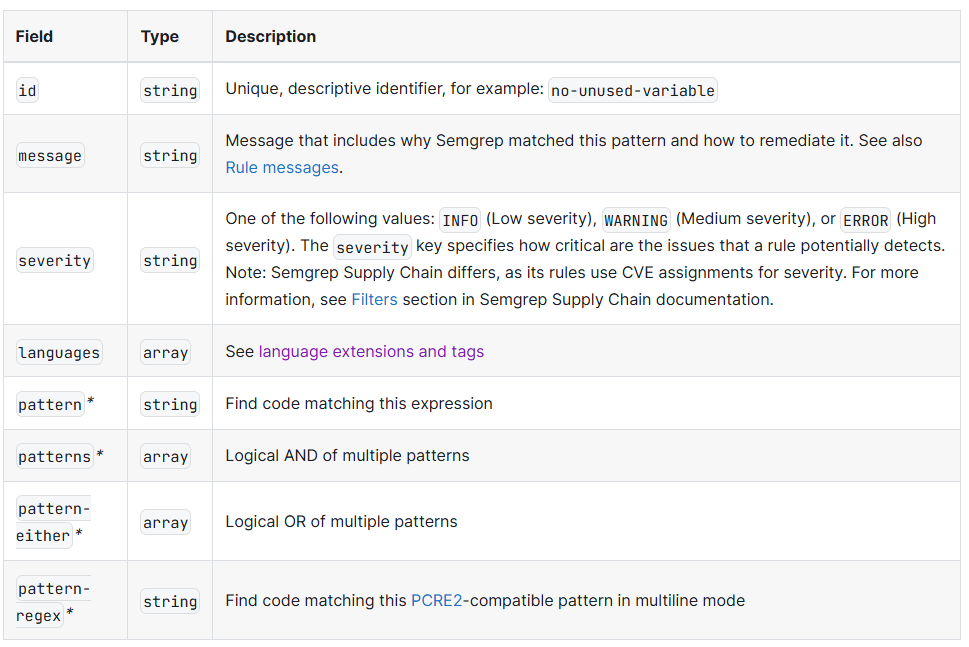 Field Type Description
id string Unique, descriptive identifier, for example: no-unused-variable
message string Message that includes why Semgrep matched this pattern and how to remediate it. See also
Rule messages.
severity string One of the following values: INFO (Low severity), WARNING (Medium severity), or ERROR (High
severity). The severity key specifies how critical are the issues that a rule potentially detects.
Note: Semgrep Supply Chain differs, as its rules use CVE assignments for severity. For more
information, see Filters section in Semgrep Supply Chain documentation.
languages array See language extensions and tags
pattern* string Find code matching this expression
patterns* array Logical AND of multiple patterns
pattern-
either* array Logical OR of multiple patterns
pattern-
regex* string Find code matching this PCRE2-compatible pattern in multiline mode